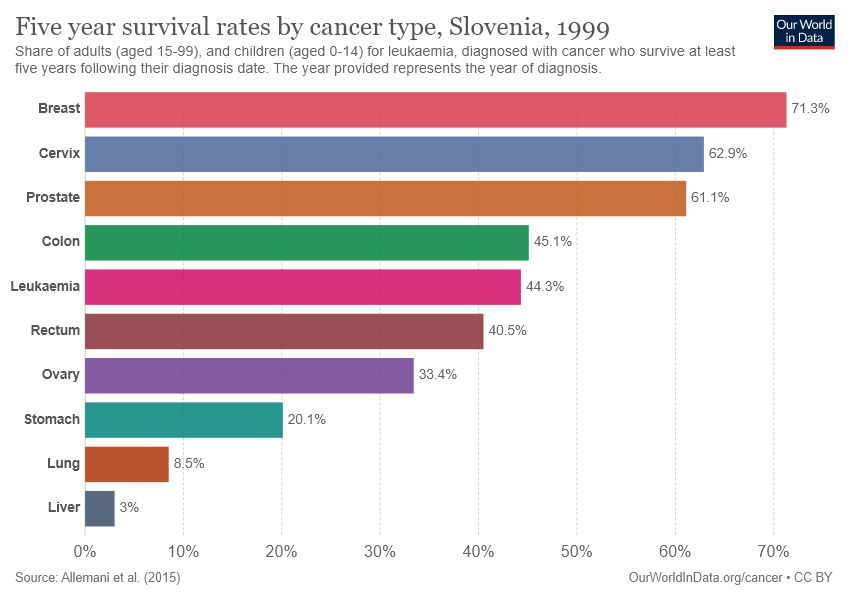 Five year survival rates by cancer type, Slovenia, 1999
Our World
in Data
Share of adults (aged 15-99), and children (aged 0-14) for leukaemia, diagnosed with cancer who survive at least
five years following their diagnosis date. The year provided represents the year of diagnosis.
Breast 71.3%
Cervix 62.9%
Prostate 61.1%
Colon 45.1%
Leukaemia 44.3%
Rectum 40.5%
Ovary 33.4%
Stomach 20.1%
Lung 8.5%
Liver 3%
0% 10% 20% 30% 40% 50% 60% 70%
Source: Allemani et al. (2015) OurWorldInData.org/cancer • CC BY